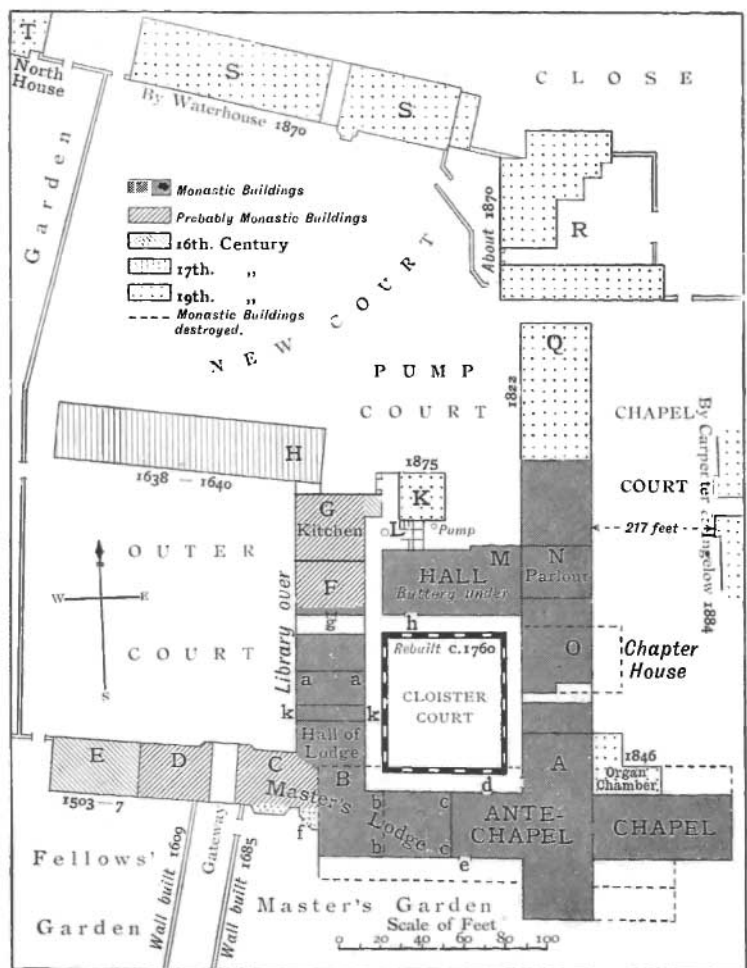 T
North
House
S
S
By Waterhouse 1870
CLOSE
Garden
Monastic Buildings
Probably Monastic Buildings
16th. Century
17th. „
19th. „
Monastic Buildings
destroyed.
About 1870
R
NEW COURT
PUMP
COURT
Q
1822
CHAPEL
COURT
By Carpenter
Ingelow 1884
217 feet
H
1638 — 1640
1875
K
G
Kitchen
L
Pump
OUTER
COURT
W
E
S
F
M
HALL
Buttery under
N
Parlour
g
h
Library over
Rebuilt c.1760
CLOISTER
COURT
O
Chapter
House
a
a
k
k
Hall of
Lodge
E
D
C
B
Master's
Lodge
1503–7
b
c
d
b
c
e
f
A
ANTE-
CHAPEL
1846
Organ
Chamber
CHAPEL
Fellows'
Garden
Wall built 1609
Gateway
Wall built 1685
Master's Garden
Scale of Feet
0 20 40 60 80 100